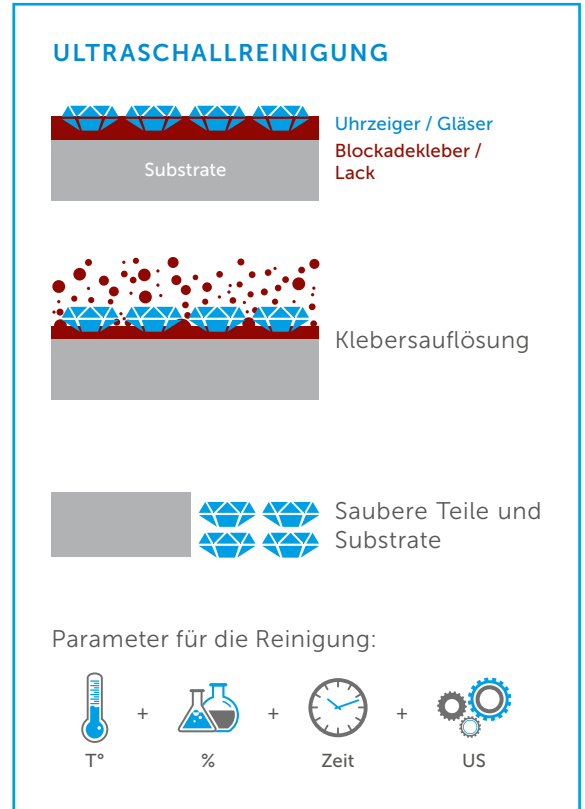 ULTRASCHALLREINIGUNG
Uhrzeiger / Gläser
Blockadekleber /
Lack
Substrate
Klebersauflösung
Saubere Teile und
Substrate
Parameter für die Reinigung:
+ + +
T° % Zeit US